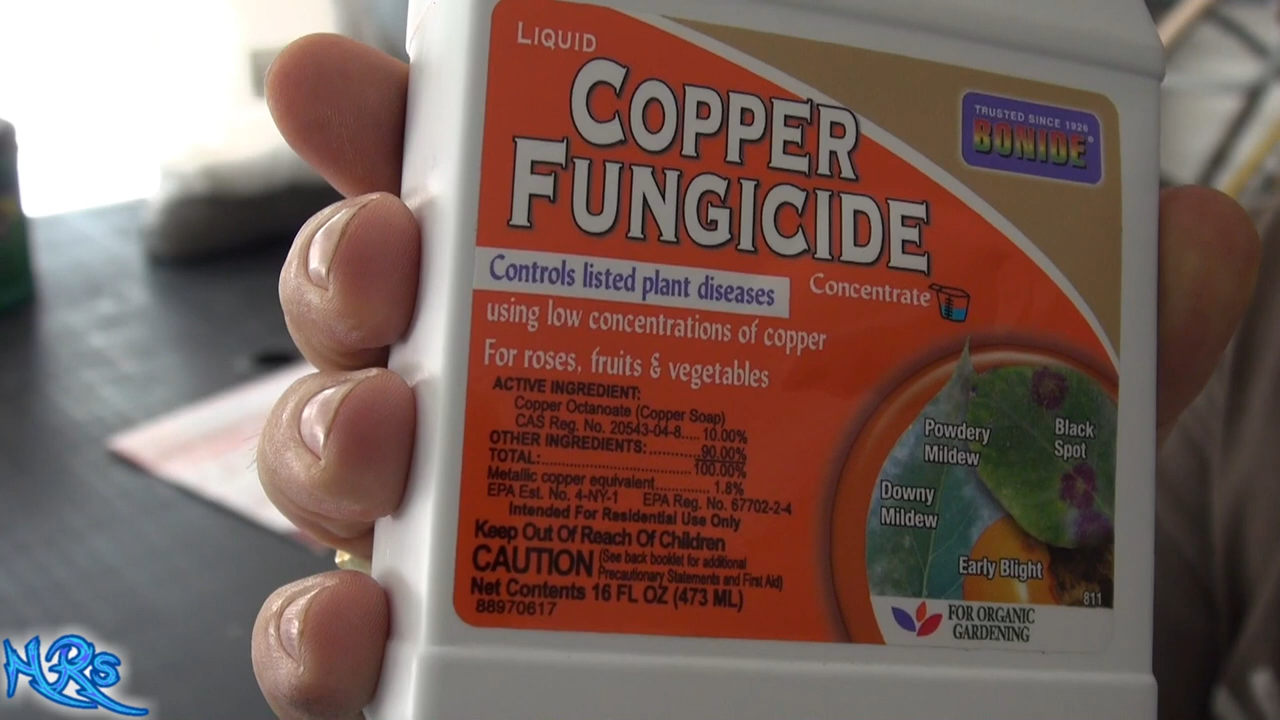 LIQUID
COPPER
FUNGICIDE
TRUSTED SINCE 1926
BONIDE®
Controls listed plant diseases
Concentrate
using low concentrations of copper
For roses, fruits & vegetables
ACTIVE INGREDIENT:
Copper Octanoate (Copper Soap)
CAS Reg. No. 20543-04-8..... 10.00%
OTHER INGREDIENTS:............90.00%
TOTAL:..........................100.00%
Metallic copper equivalent............ 1.8%
EPA Est. No. 4-NY-1 EPA Reg. No. 67702-2-4
Intended For Residential Use Only
Keep Out Of Reach Of Children
CAUTION (See back booklet for additional
Precautionary Statements and First Aid)
Net Contents 16 FL OZ (473 ML)
88970617
Powdery
Mildew
Black
Spot
Downy
Mildew
Early Blight
811
FOR ORGANIC
GARDENING
MRs